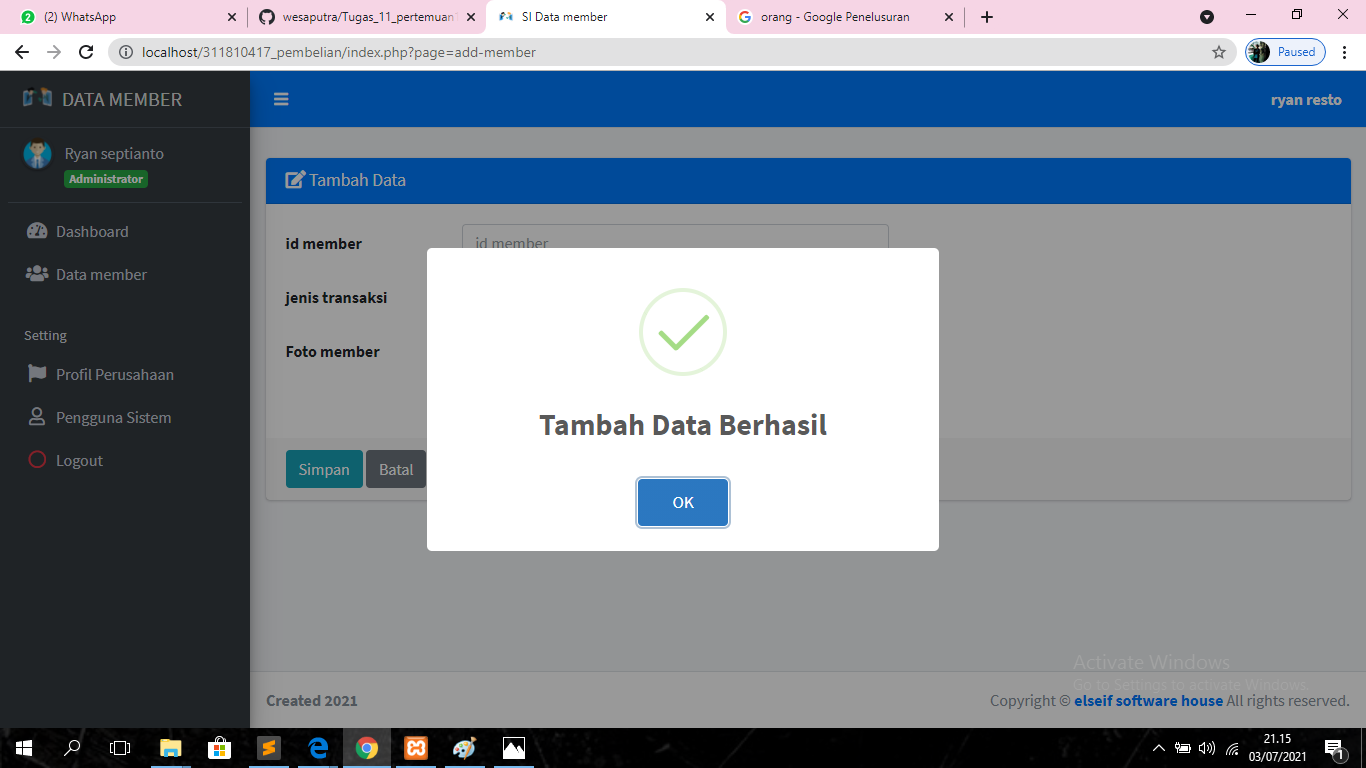 (2) WhatsApp
wesaputra/Tugas_11_pertemuan
SI Data member
orang - Google Penelusuran
localhost/311810417_pembelian/index.php?page=add-member
Paused
DATA MEMBER
ryan resto
Ryan septianto
Administrator
Dashboard
Data member
Setting
Profil Perusahaan
Pengguna Sistem
Logout
Tambah Data
id member
id member
jenis transaksi
Foto member
Simpan
Batal
Tambah Data Berhasil
OK
Activate Windows
Go to Settings to activate Windows.
Created 2021
Copyright © elseif software house All rights reserved.
21.15
03/07/2021
1